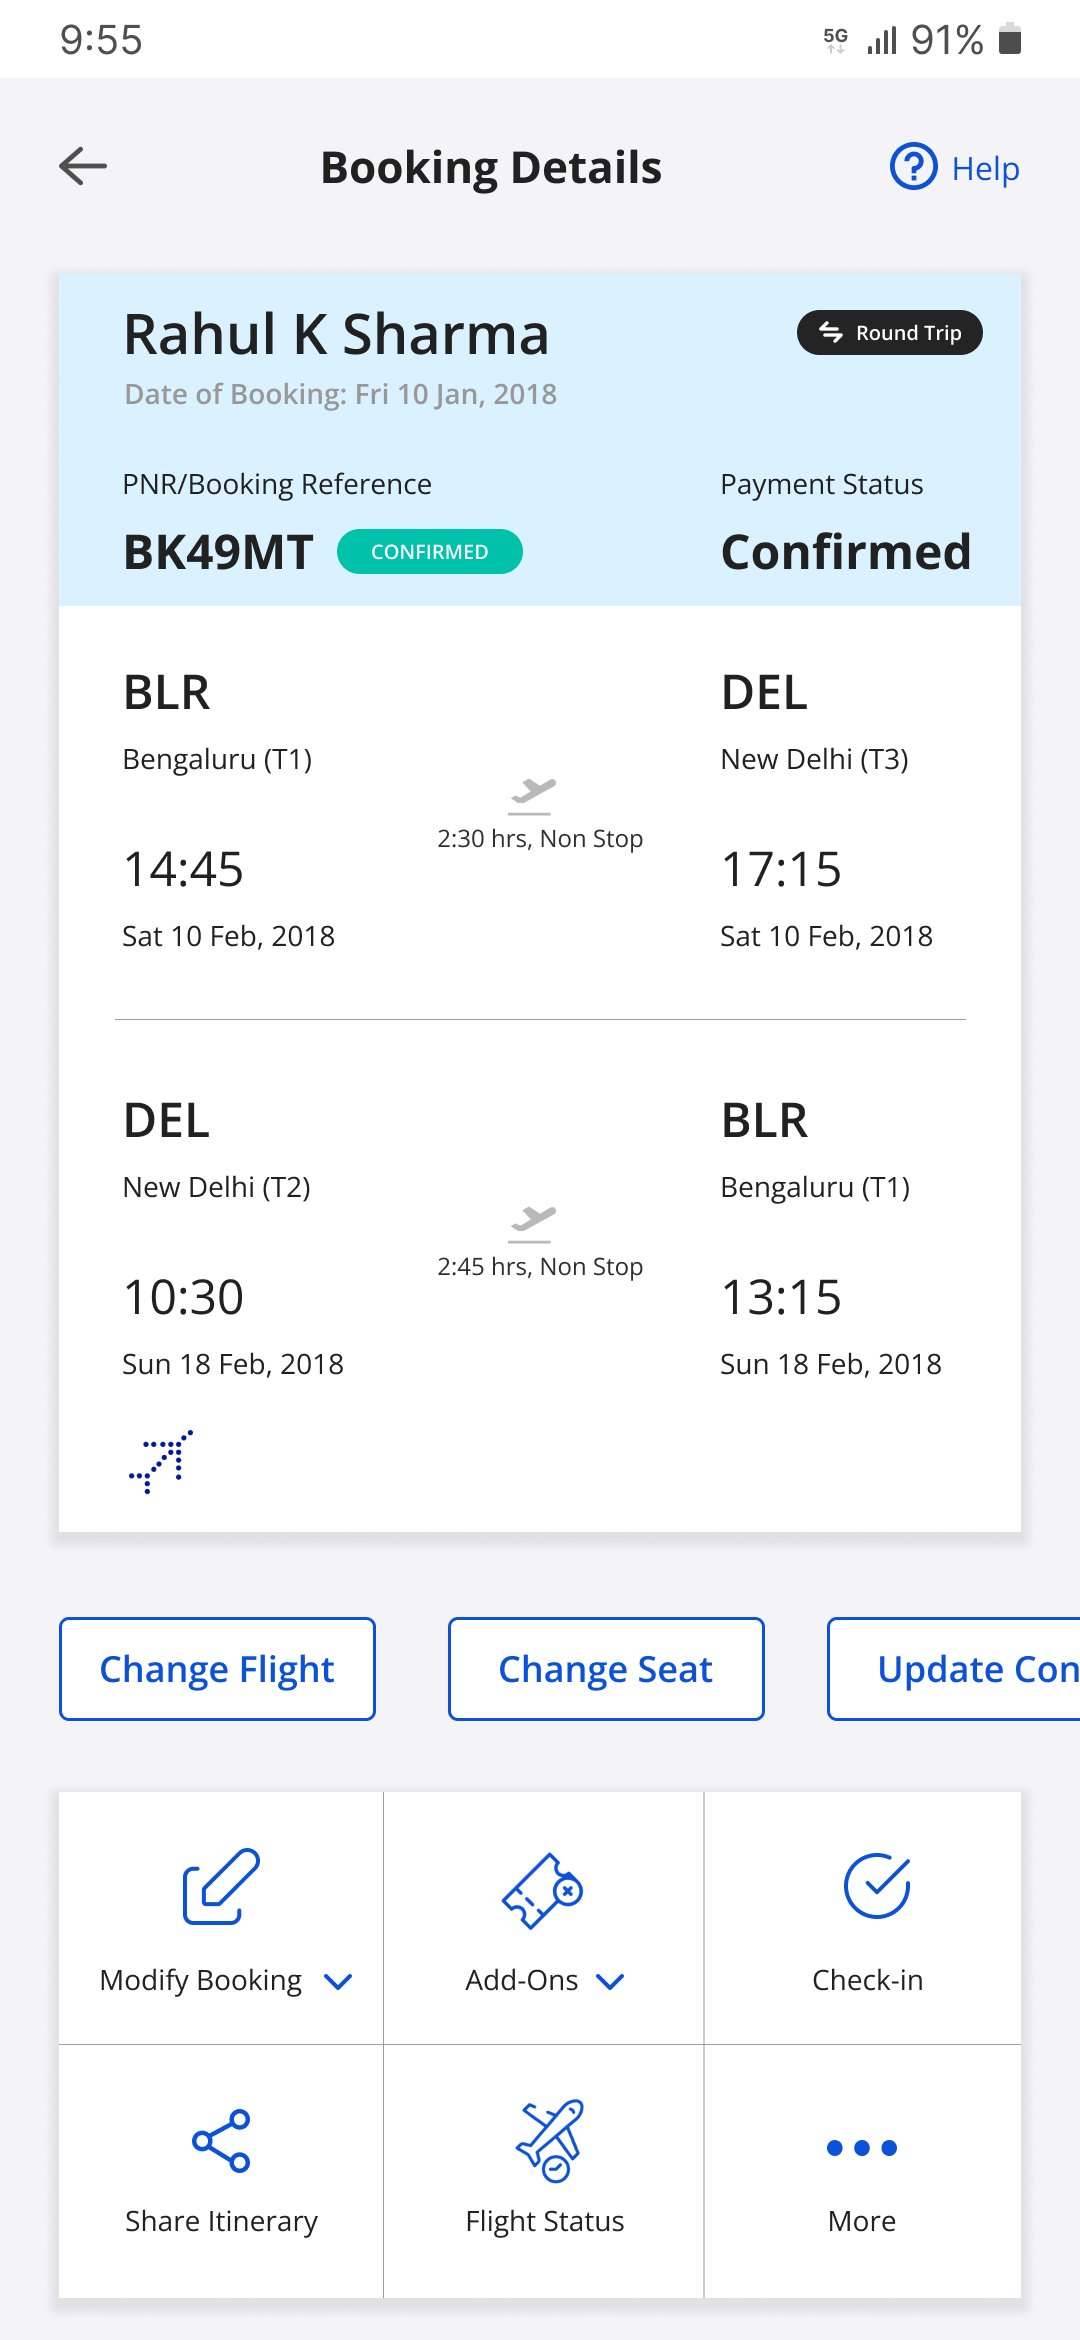 9:55
5G 91%
Booking Details
Help
Rahul K Sharma
Round Trip
Date of Booking: Fri 10 Jan, 2018
PNR/Booking Reference
Payment Status
BK49MT
CONFIRMED
Confirmed
BLR
DEL
Bengaluru (T1)
New Delhi (T3)
2:30 hrs, Non Stop
14:45
17:15
Sat 10 Feb, 2018
Sat 10 Feb, 2018
DEL
BLR
New Delhi (T2)
Bengaluru (T1)
2:45 hrs, Non Stop
10:30
13:15
Sun 18 Feb, 2018
Sun 18 Feb, 2018
Change Flight
Change Seat
Update Con
Modify Booking
Add-Ons
Check-in
Share Itinerary
Flight Status
More